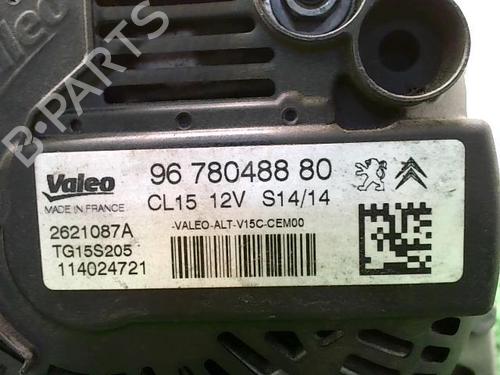 valeo
B-PARTS
Valeo
MADE IN FRANCE
96 780488 80
CL15 12V S14/14
2621087A
TG15S205
114024721
-VALEO-ALT-V15C-CEM00